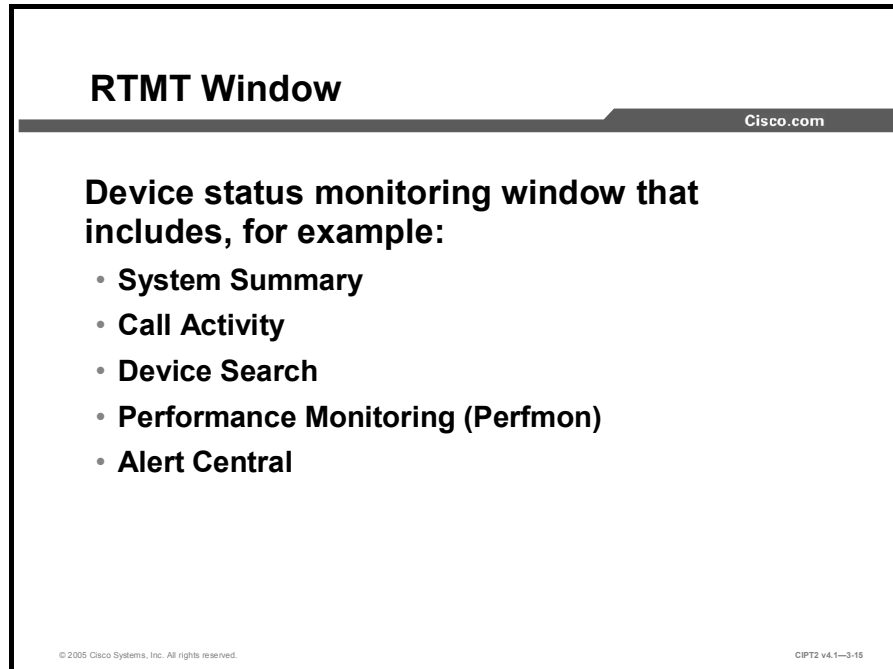 RTMT Window
Cisco.com
Device status monitoring window that
includes, for example:
• System Summary
• Call Activity
• Device Search
• Performance Monitoring (Perfmon)
• Alert Central
© 2005 Cisco Systems, Inc. All rights reserved.
CIPT2 v4.1—3-15